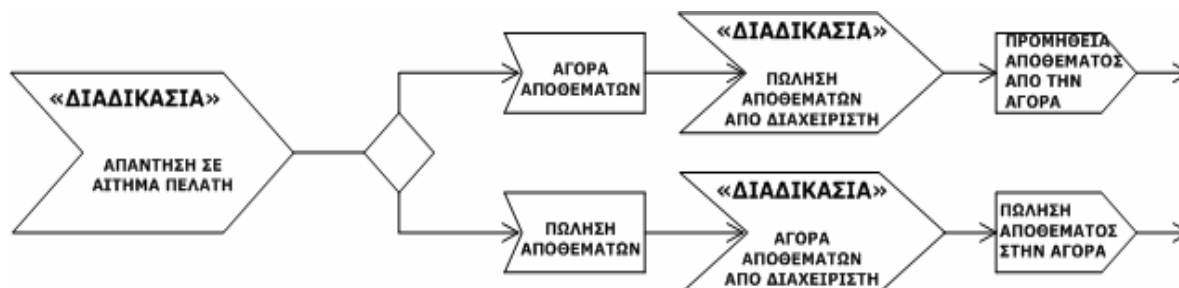 «ΔΙΑΔΙΚΑΣΙΑ»
ΑΠΑΝΤΗΣΗ ΣΕ
ΑΙΤΗΜΑ ΠΕΛΑΤΗ
ΑΓΟΡΑ
ΑΠΟΘΕΜΑΤΩΝ
«ΔΙΑΔΙΚΑΣΙΑ»
ΠΩΛΗΣΗ
ΑΠΟΘΕΜΑΤΩΝ
ΑΠΟ ΔΙΑΧΕΙΡΙΣΤΗ
ΠΡΟΜΗΘΕΙΑ
ΑΠΟΘΕΜΑΤΟΣ
ΑΠΟ ΤΗΝ
ΑΓΟΡΑ
ΠΩΛΗΣΗ
ΑΠΟΘΕΜΑΤΩΝ
«ΔΙΑΔΙΚΑΣΙΑ»
ΑΓΟΡΑ
ΑΠΟΘΕΜΑΤΩΝ
ΑΠΟ ΔΙΑΧΕΙΡΙΣΤΗ
ΠΩΛΗΣΗ
ΑΠΟΘΕΜΑΤΟΣ
ΣΤΗΝ ΑΓΟΡΑ